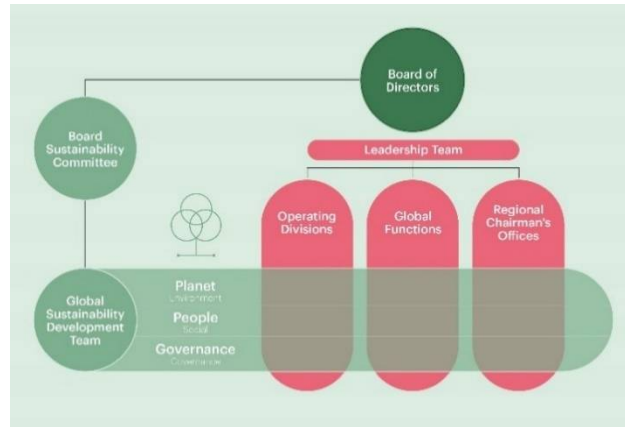 Board of
Directors
Board
Sustainability
Committee
Leadership Team
Operating
Divisions
Global
Functions
Regional
Chairman's
Offices
Global
Sustainability
Development
Team
Planet
Environment
People
Social
Governance
Governance